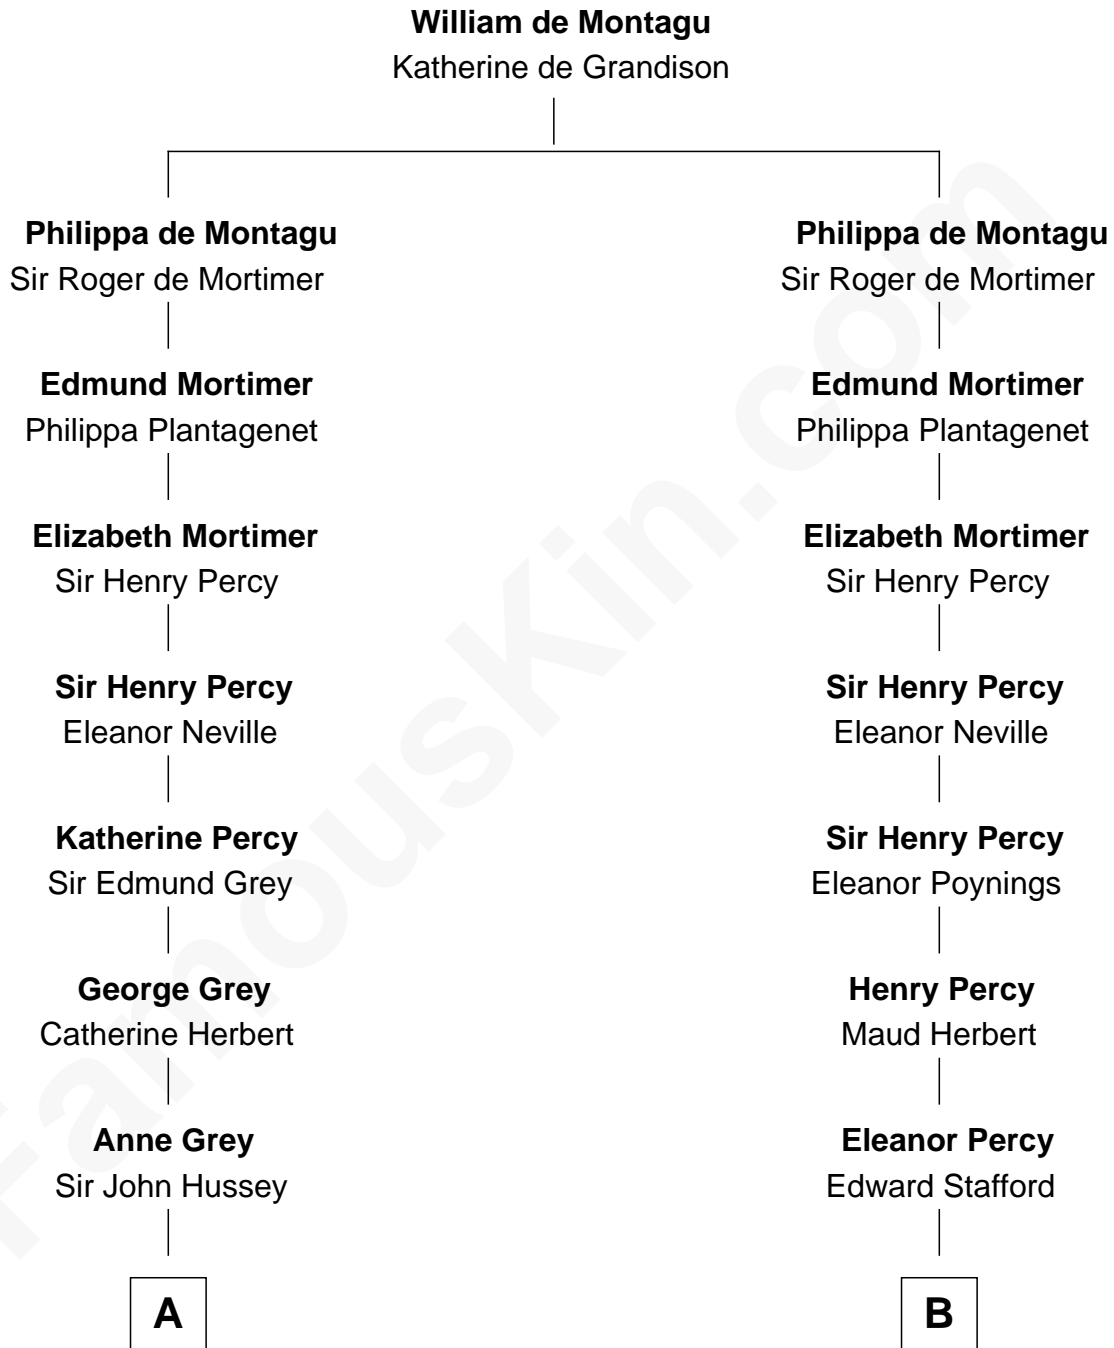 William de Montagu
Katherine de Grandison
Philippa de Montagu
Sir Roger de Mortimer
Philippa de Montagu
Sir Roger de Mortimer
Edmund Mortimer
Philippa Plantagenet
Edmund Mortimer
Philippa Plantagenet
Elizabeth Mortimer
Sir Henry Percy
Elizabeth Mortimer
Sir Henry Percy
Sir Henry Percy
Eleanor Neville
Sir Henry Percy
Eleanor Neville
Katherine Percy
Sir Edmund Grey
Sir Henry Percy
Eleanor Poynings
George Grey
Catherine Herbert
Henry Percy
Maud Herbert
Anne Grey
Sir John Hussey
Eleanor Percy
Edward Stafford
A
B
FamousKin.com